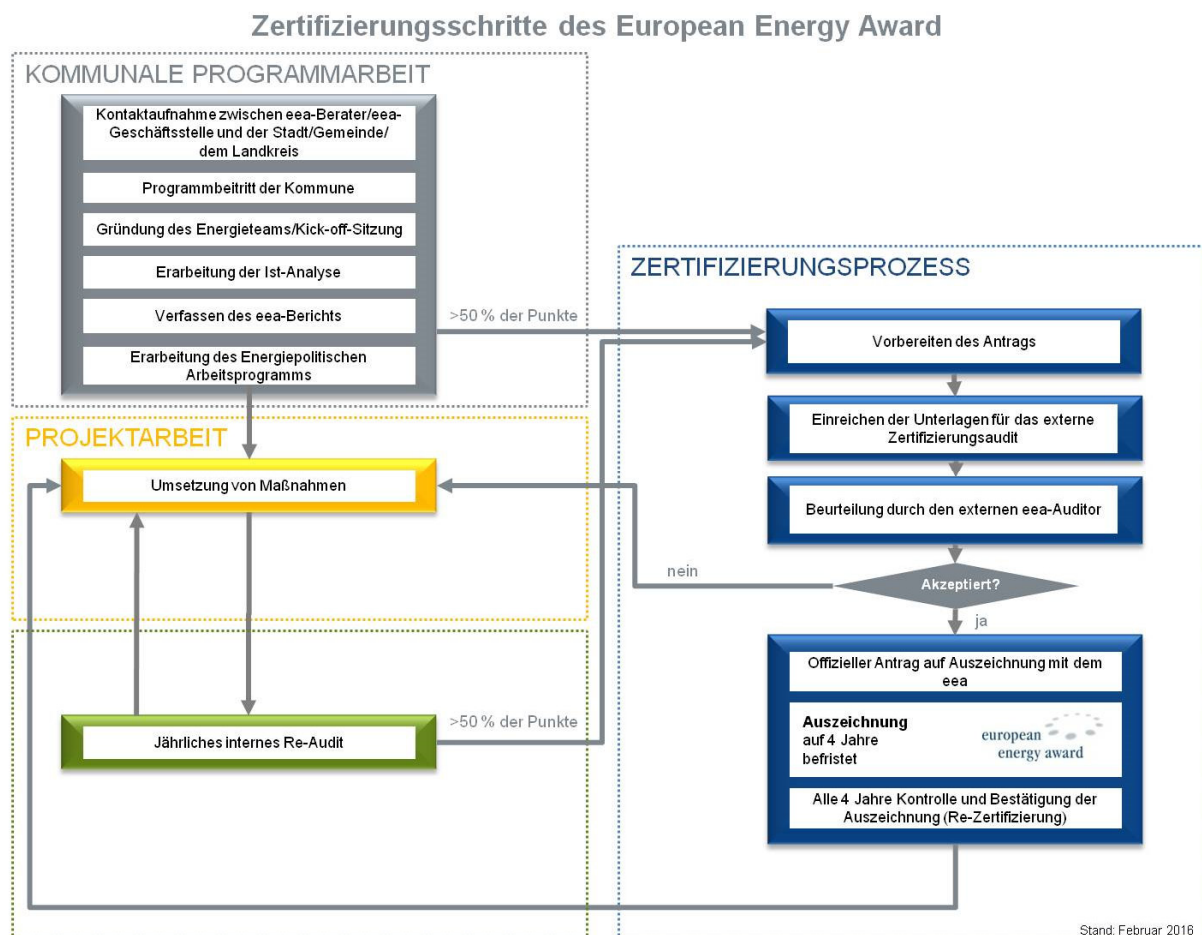 Zertifizierungsschritte des European Energy Award
KOMMUNALE PROGRAMMARBEIT
Kontaktaufnahme zwischen eea-Berater/eea-
Geschäftsstelle und der Stadt/Gemeinde/
dem Landkreis
Programmbeitritt der Kommune
Gründung des Energieteams/Kick-off-Sitzung
Erarbeitung der Ist-Analyse
Verfassen des eea-Berichts
Erarbeitung des Energiepolitischen
Arbeitsprogramms
>50 % der Punkte
PROJEKTARBEIT
Umsetzung von Maßnahmen
Jährliches internes Re-Audit
>50 % der Punkte
ZERTIFIZIERUNGSPROZESS
Vorbereiten des Antrags
Einreichen der Unterlagen für das externe
Zertifizierungsaudit
Beurteilung durch den externen eea-Auditor
Akzeptiert?
nein
ja
Offizieller Antrag auf Auszeichnung mit dem
eea
Auszeichnung
auf 4 Jahre
befristet
european
energy award
Alle 4 Jahre Kontrolle und Bestätigung der
Auszeichnung (Re-Zertifizierung)
Stand: Februar 2016